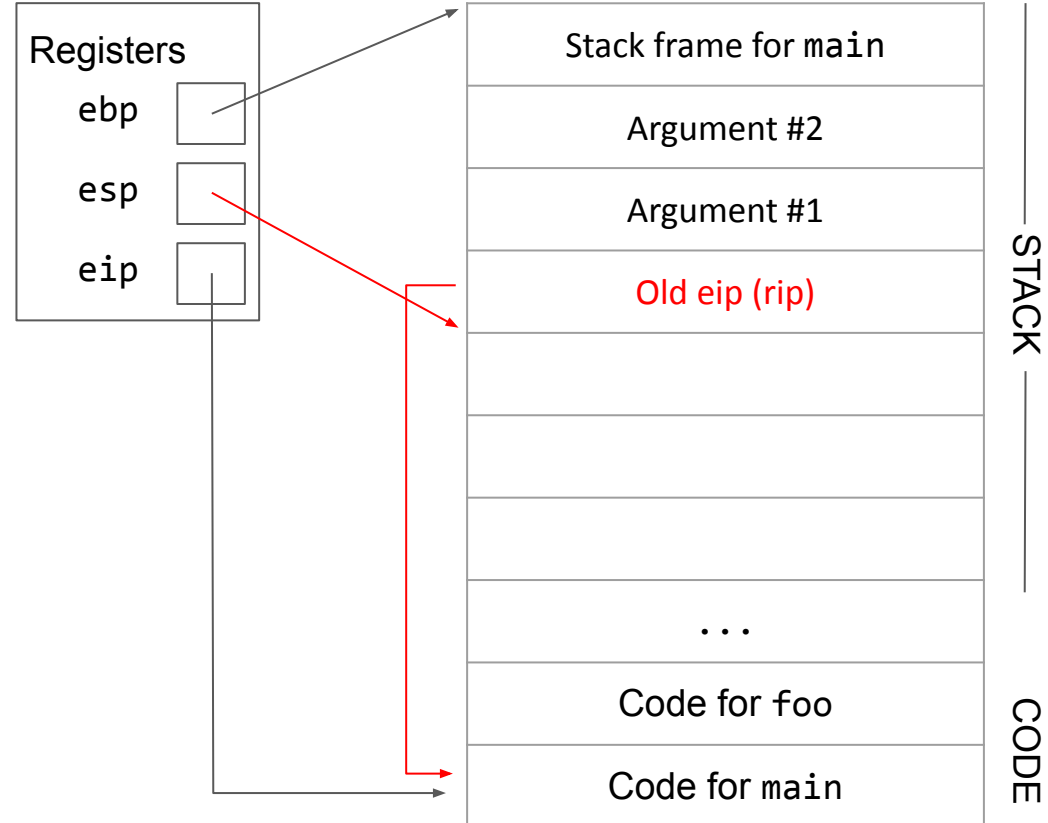 Registers
ebp
esp
eip
Stack frame for main
Argument #2
Argument #1
Old eip (rip)
...
Code for foo
Code for main
STACK
CODE